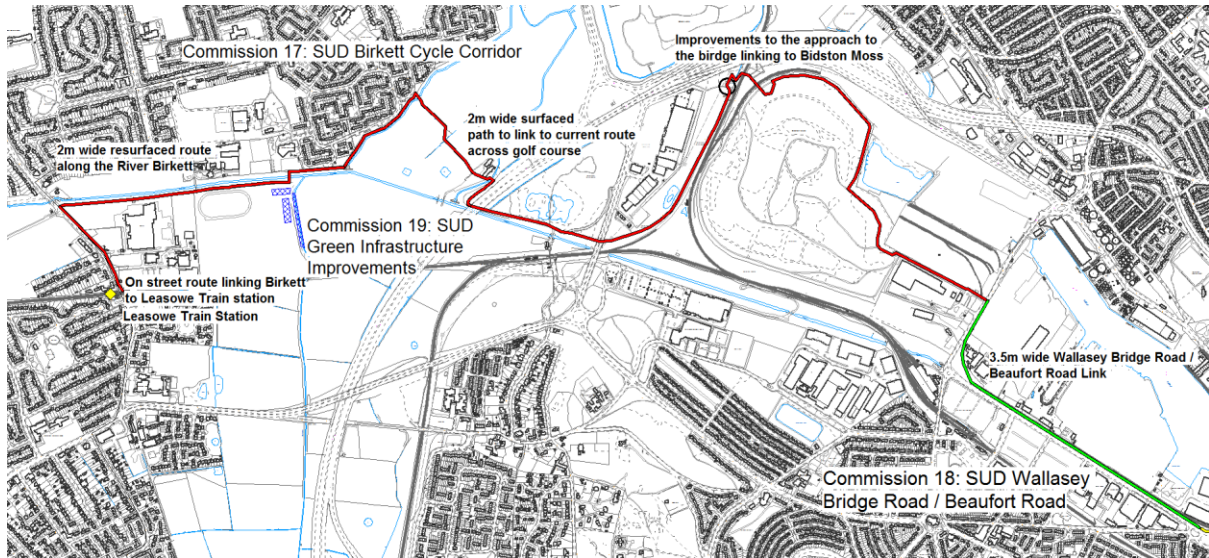 Commission 17: SUD Birkett Cycle Corridor
Improvements to the approach to
the birdge linking to Bidston Moss
2m wide surfaced
path to link to current route
across golf course
2m wide resurfaced route
along the River Birkett
Commission 19: SUD
Green Infrastructure
Improvements
On street route linking Birkett
to Leasowe Train station
Leasowe Train Station
3.5m wide Wallasey Bridge Road /
Beaufort Road Link
Commission 18: SUD Wallasey
Bridge Road / Beaufort Road